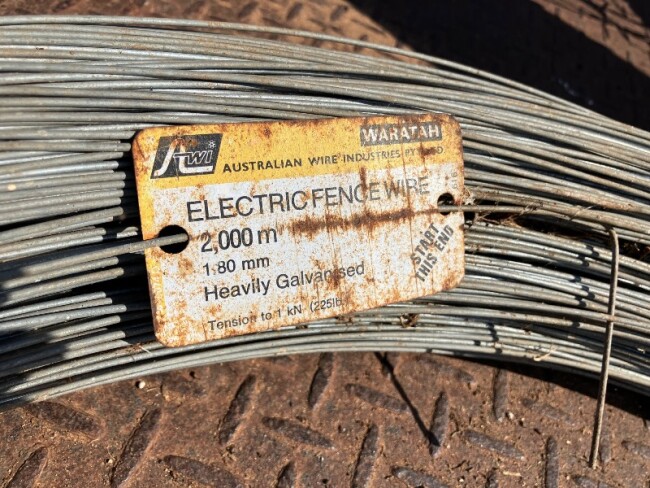 AWI
WARATAH
AUSTRALIAN WIRE INDUSTRIES PTY
ELECTRIC FENCE WIRE
2,000 m
1.80 mm
Heavily Galvanised
Tension to 1 kN (225lb
START
THIS END